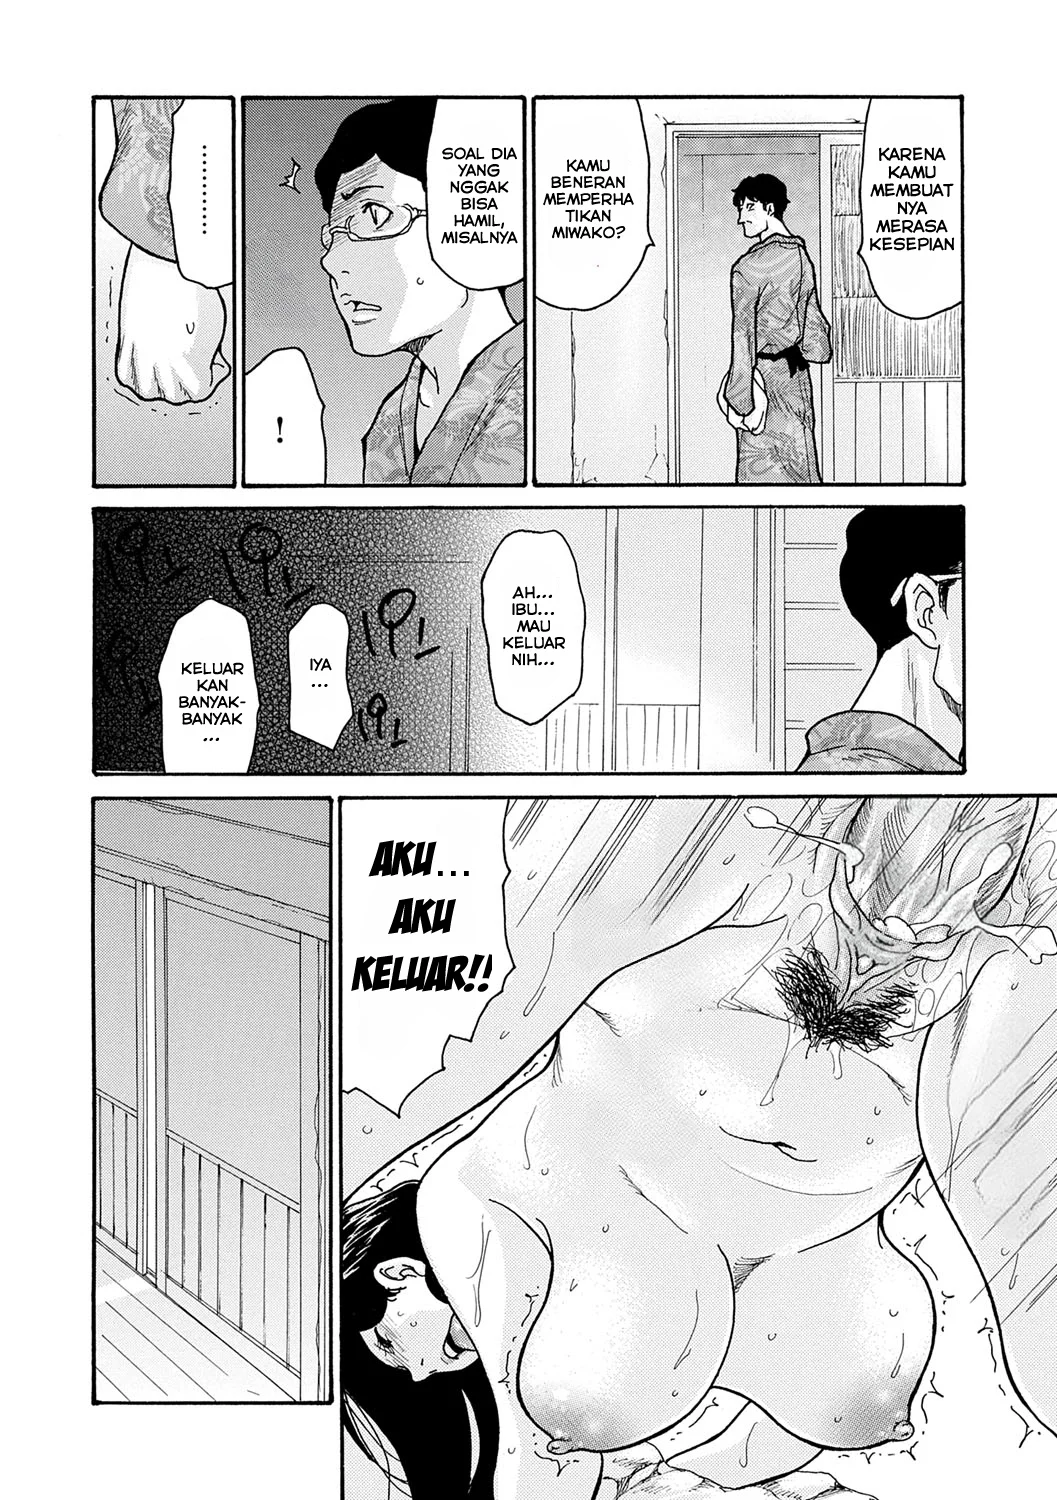 KARENA
KAMU
MEMBUAT
NYA
MERASA
KESEPIAN
KAMU
BENERAN
MEMPERHA
TIKAN
MIWAKO?
SOAL DIA
YANG
NGGAK
BISA
HAMIL,
MISALNYA
!
..........
AH...
IBU...
MAU
KELUAR
NIH...
IYA
...
KELUAR
KAN
BANYAK-
BANYAK
...
AKU...
AKU
KELUAR!!